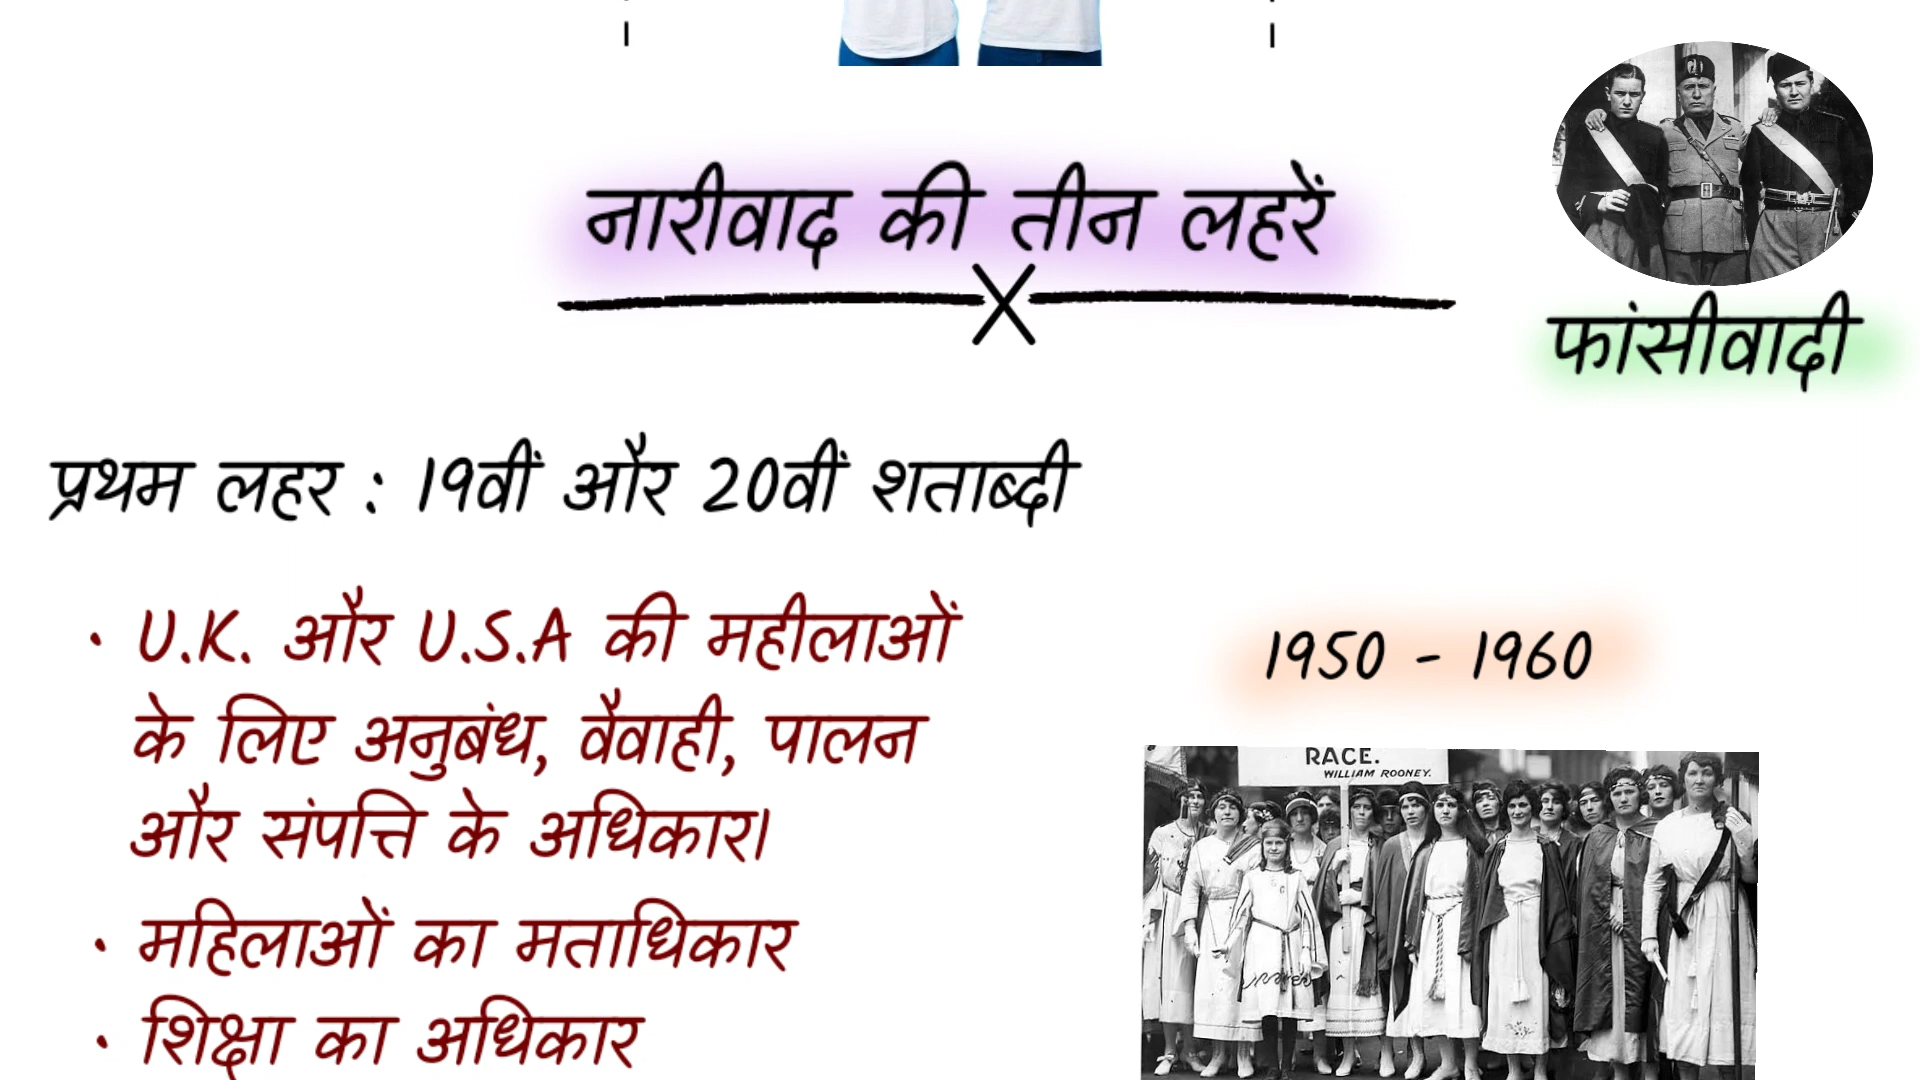 नारीवाद की तीन लहरें
फांसीवादी
प्रथम लहर : 19वीं और 20वीं शताब्दी
• U.K. और U.S.A की महीलाओं
के लिए अनुबंध, वैवाही, पालन
और संपत्ति के अधिकार।
• महिलाओं का मताधिकार
• शिक्षा का अधिकार
1950 - 1960
RACE.
WILLIAM ROONEY.